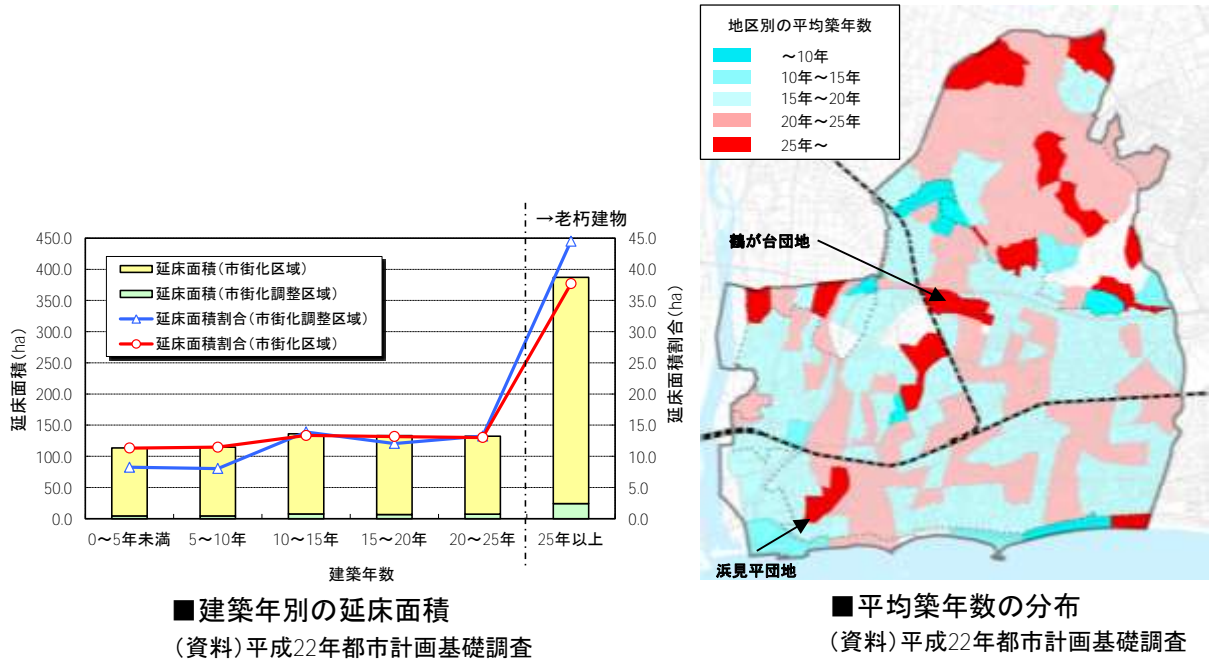 →老朽建物
450.0
400.0
350.0
300.0
250.0
200.0
150.0
100.0
50.0
0.0
延床面積(ha)
延床面積(市街化区域)
延床面積(市街化調整区域)
延床面積割合(市街化調整区域)
延床面積割合(市街化区域)
45.0
40.0
35.0
30.0
25.0
20.0
15.0
10.0
5.0
0.0
延床面積割合(ha)
0～5年未満 5～10年 10～15年 15～20年 20～25年 25年以上
建築年数
■建築年別の延床面積
(資料)平成22年都市計画基礎調査
地区別の平均築年数
～10年
10年～15年
15年～20年
20年～25年
25年～
鶴が台団地
浜見平団地
■平均築年数の分布
(資料)平成22年都市計画基礎調査